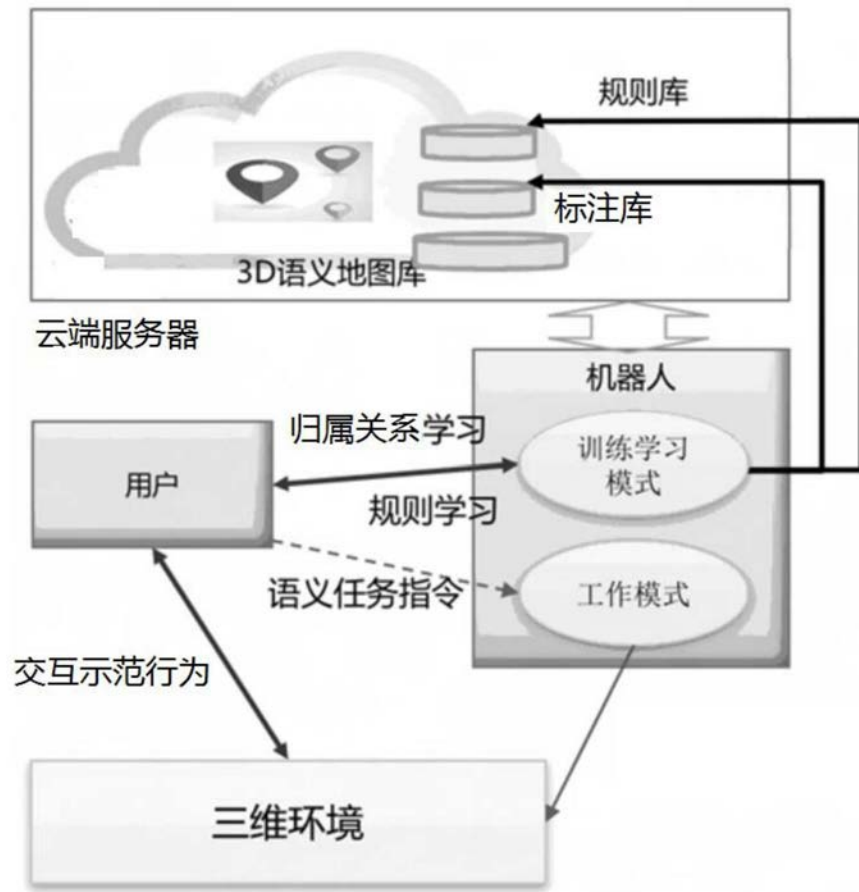 规则库
标注库
3D语义地图库
云端服务器
机器人
归属关系学习
训练学习
模式
用户
规则学习
语义任务指令
工作模式
交互示范行为
三维环境